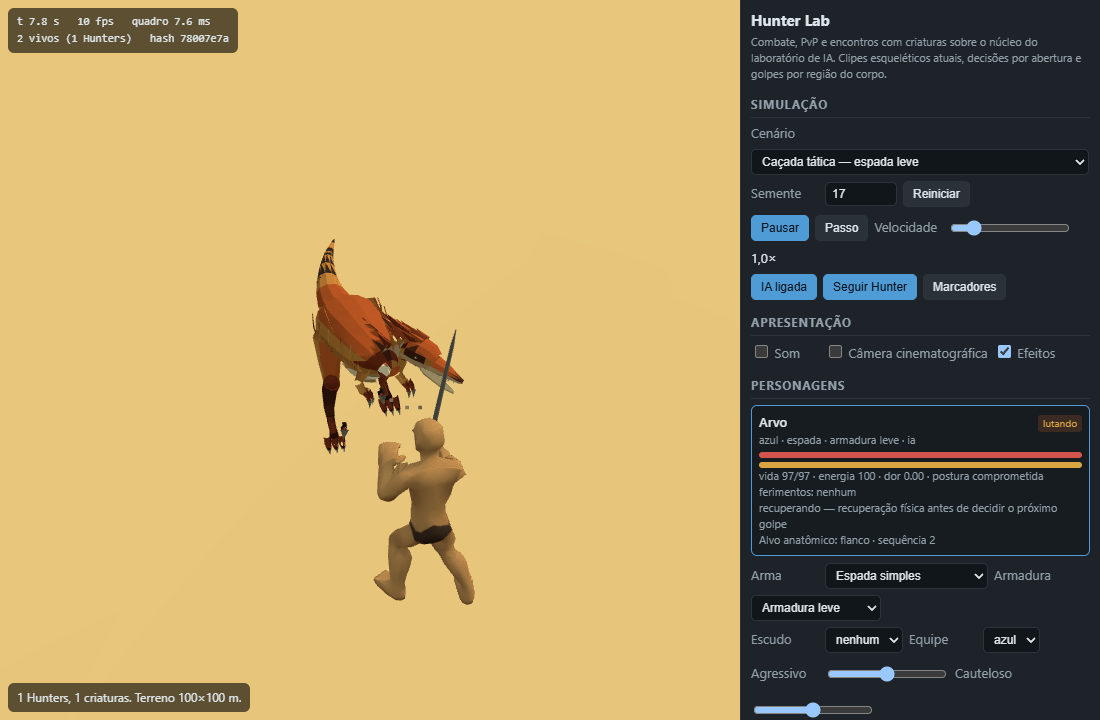 t 7.8 s   10 fps   quadro 7.6 ms
2 vivos (1 Hunters)   hash 78007e7a
1 Hunters, 1 criaturas. Terreno 100×100 m.
Hunter Lab
Combate, PvP e encontros com criaturas sobre o núcleo do
laboratório de IA. Clipes esqueléticos atuais, decisões por abertura e
golpes por região do corpo.
SIMULAÇÃO
Cenário
Caçada tática — espada leve
Semente 17 Reiniciar
Pausar Passo Velocidade
1,0×
IA ligada Seguir Hunter Marcadores
APRESENTAÇÃO
Som Câmera cinematográfica Efeitos
PERSONAGENS
Arvo lutando
azul · espada · armadura leve · ia
vida 97/97 · energia 100 · dor 0.00 · postura comprometida
ferimentos: nenhum
recuperando — recuperação física antes de decidir o próximo
golpe
Alvo anatômico: flanco · sequência 2
Arma Espada simples Armadura
Armadura leve
Escudo nenhum Equipe azul
Agressivo Cauteloso